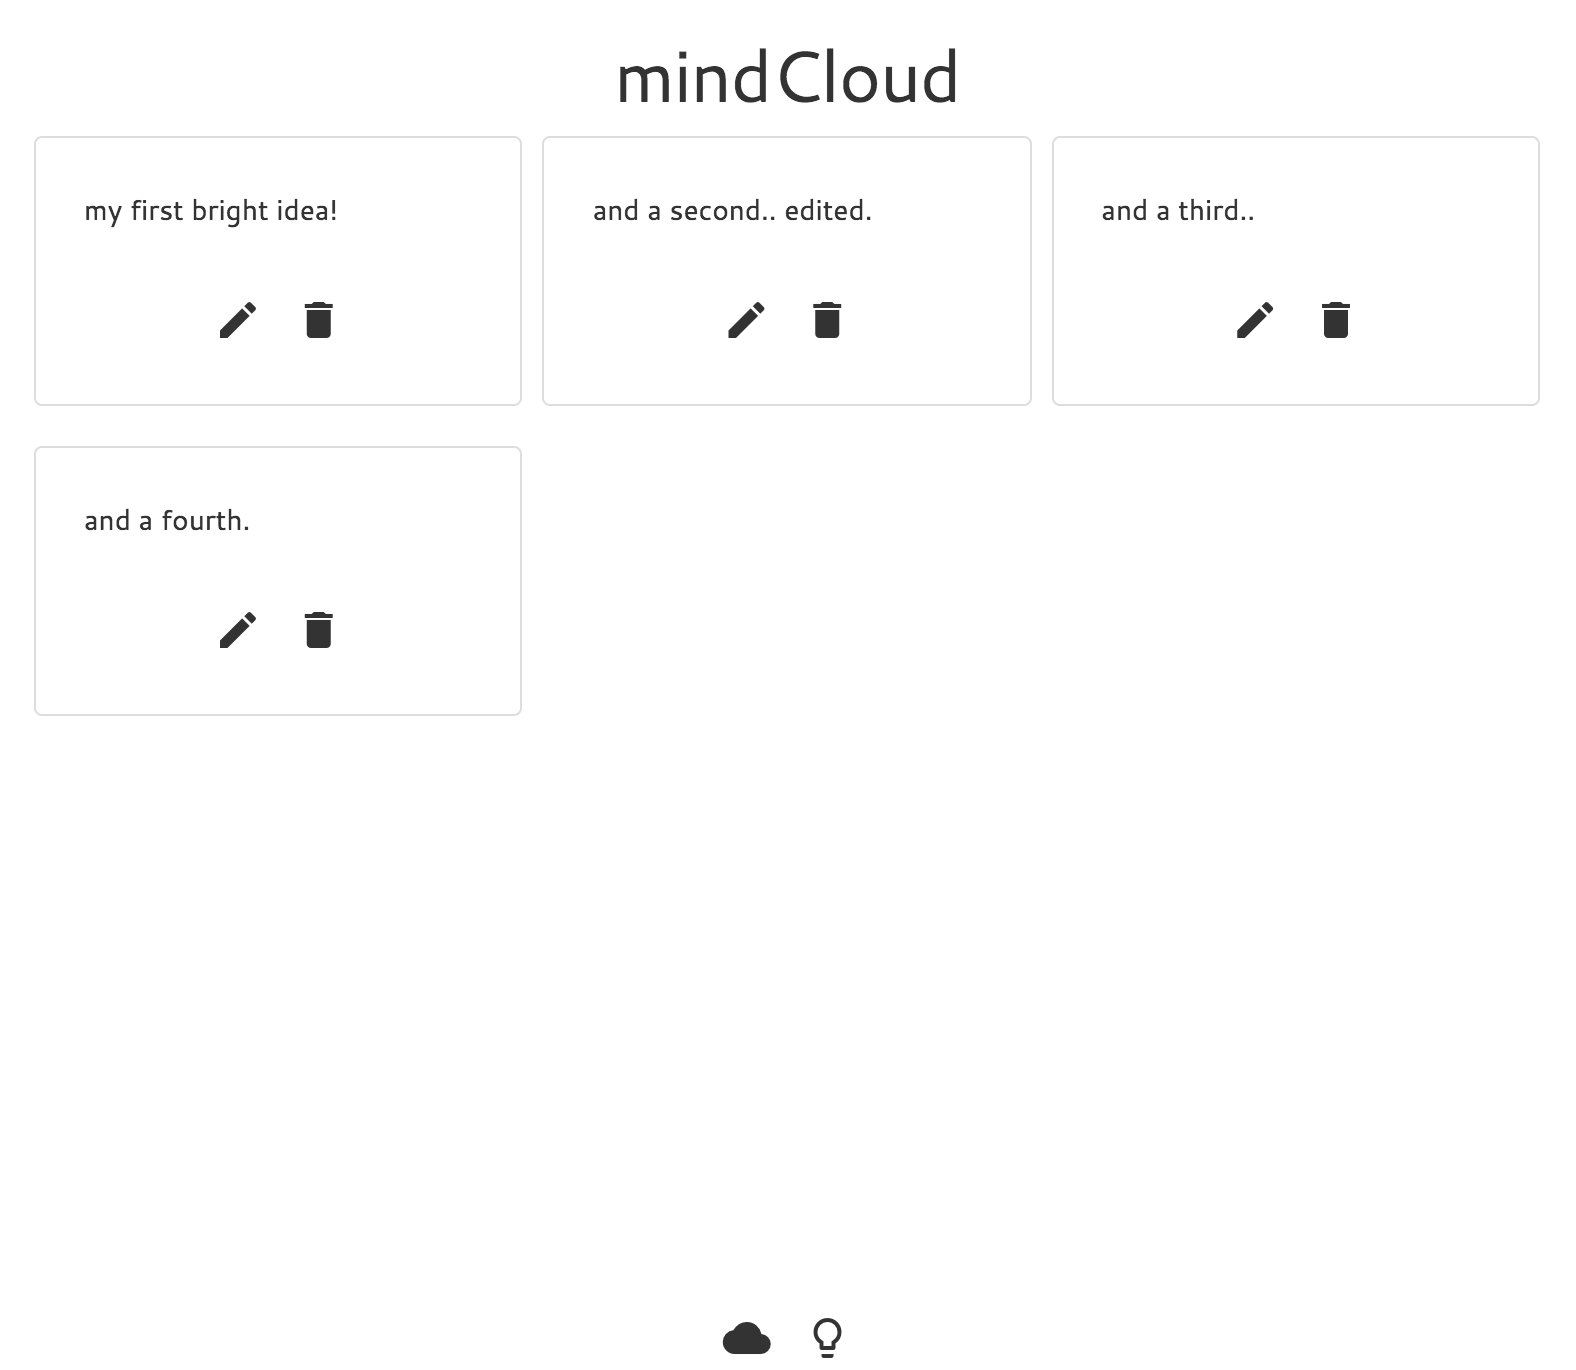 mindCloud
my first bright idea!
and a second.. edited.
and a third..
and a fourth.